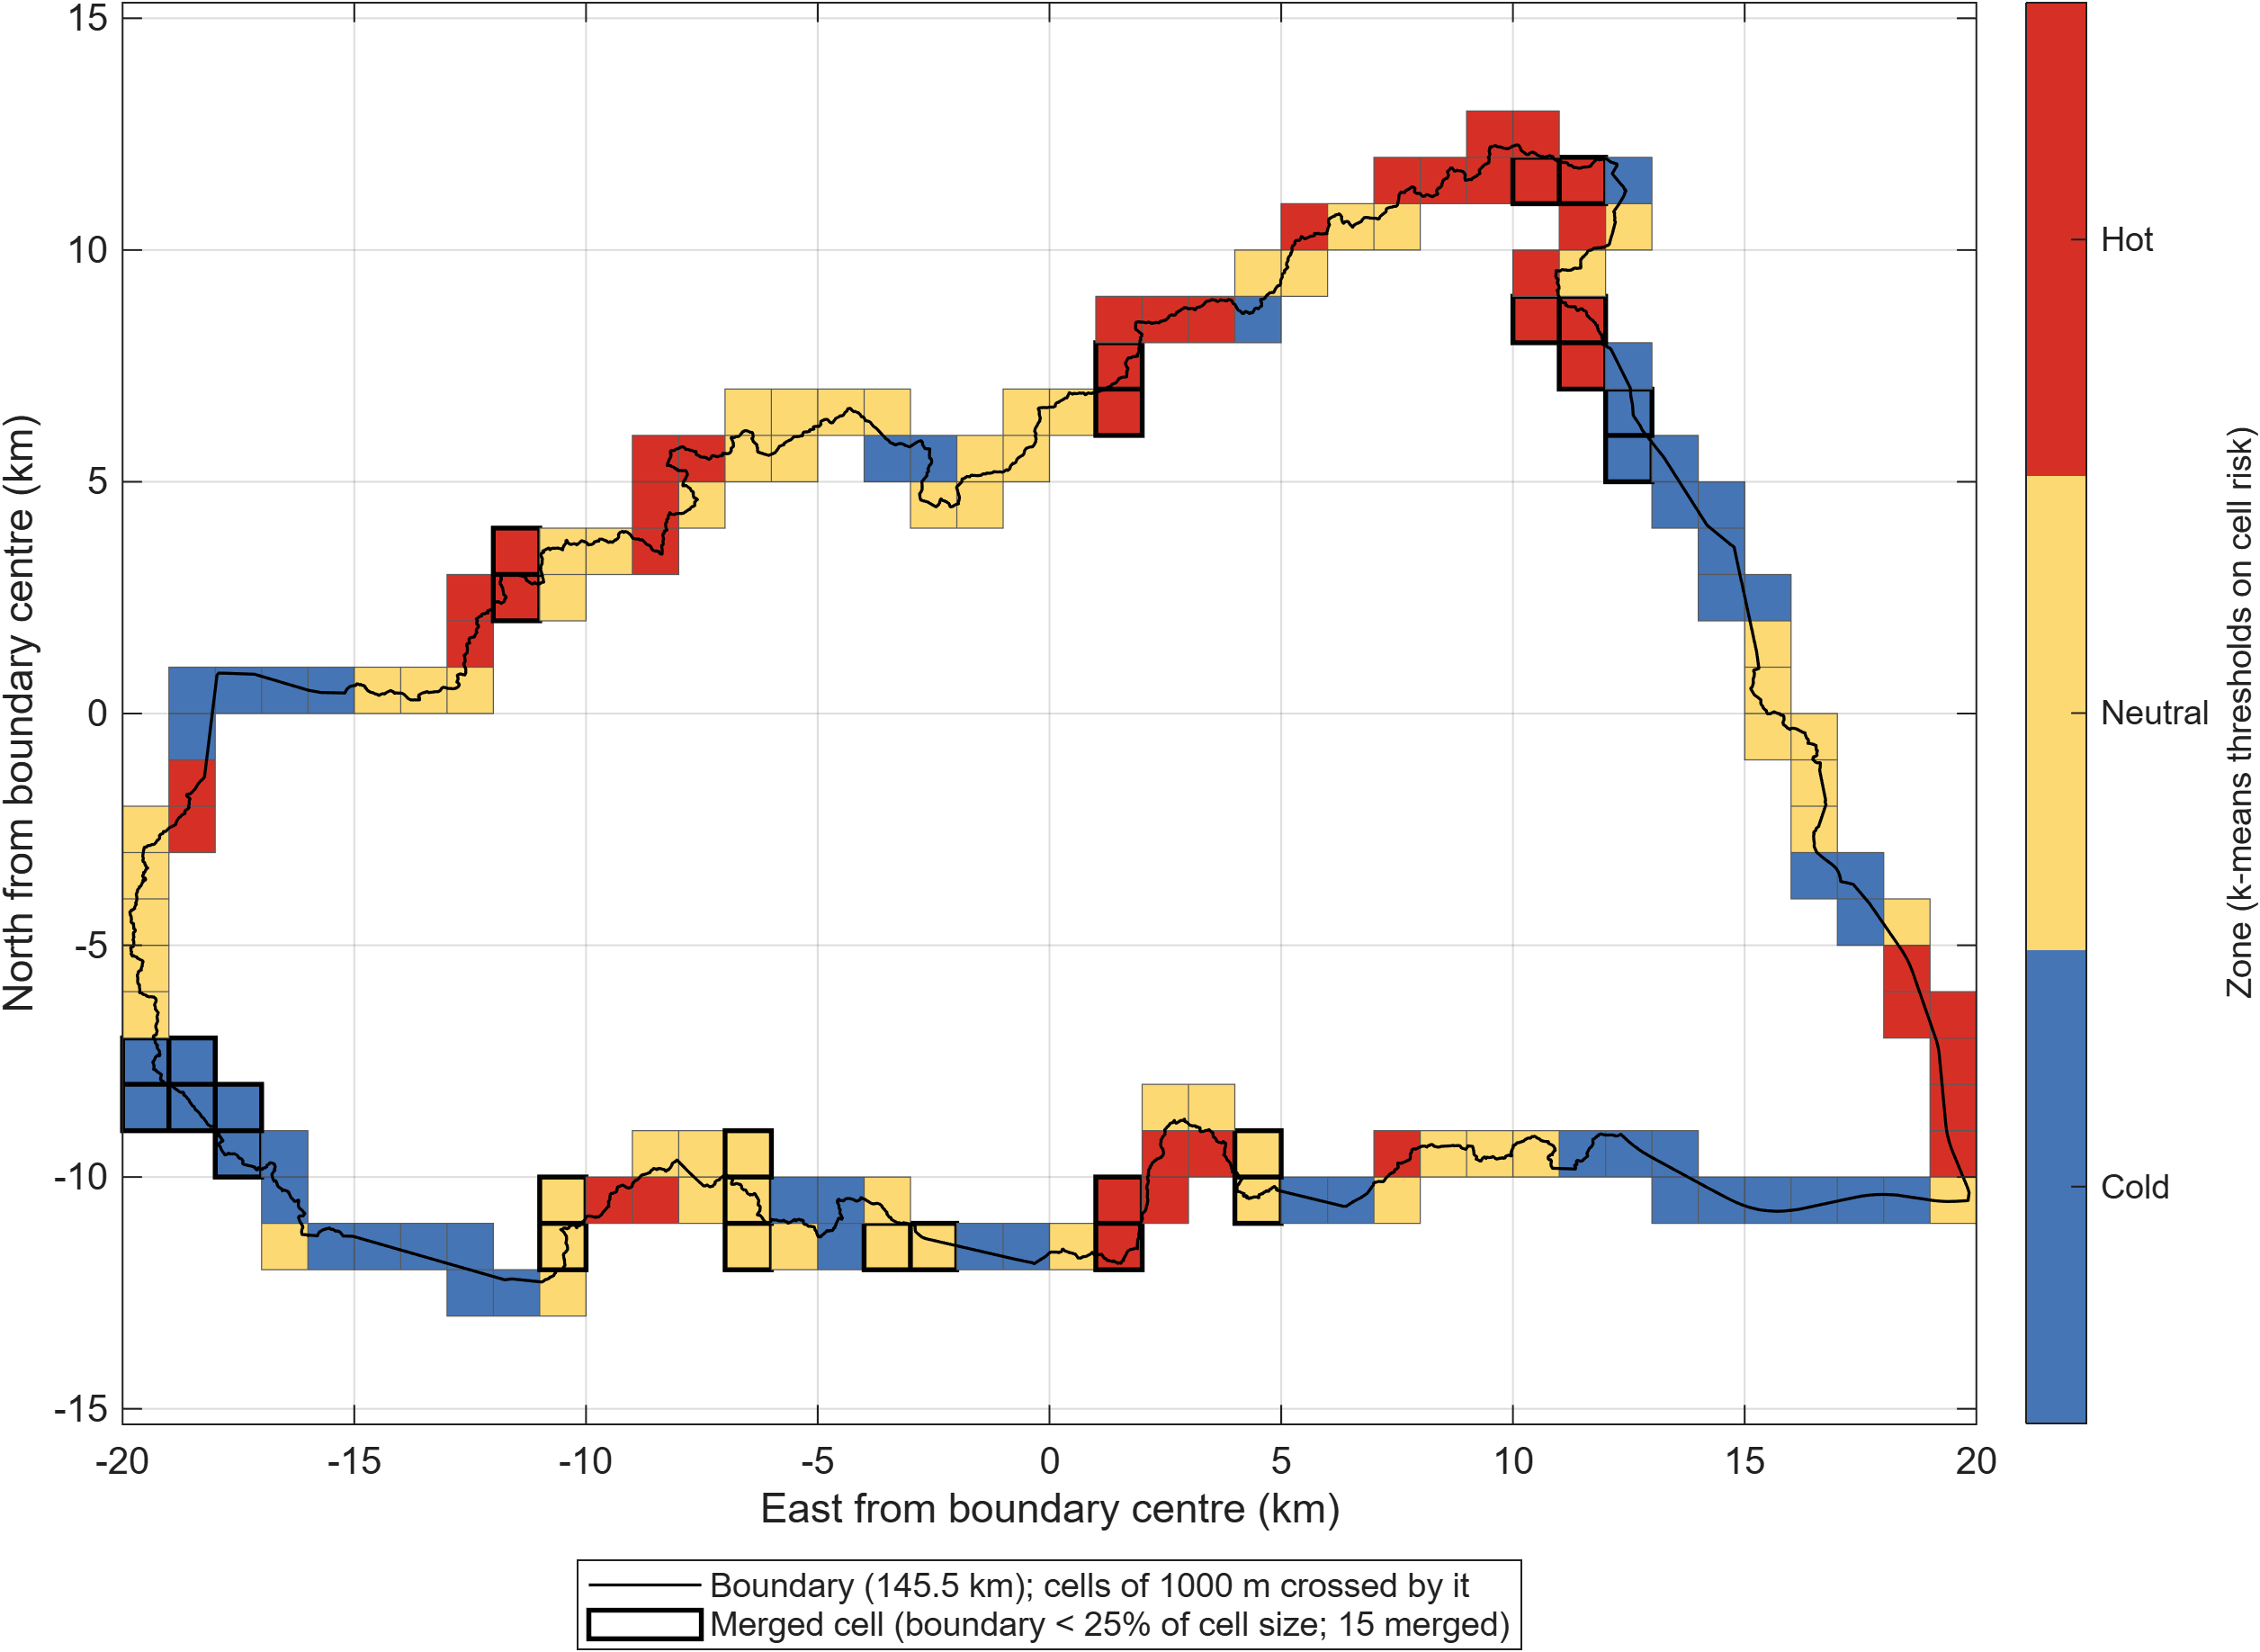 15
10
5
0
-5
-10
-15
North from boundary centre (km)
-20
-15
-10
-5
0
5
10
15
20
East from boundary centre (km)
Hot
Neutral
Cold
Zone (k-means thresholds on cell risk)
Boundary (145.5 km); cells of 1000 m crossed by it
Merged cell (boundary < 25% of cell size; 15 merged)